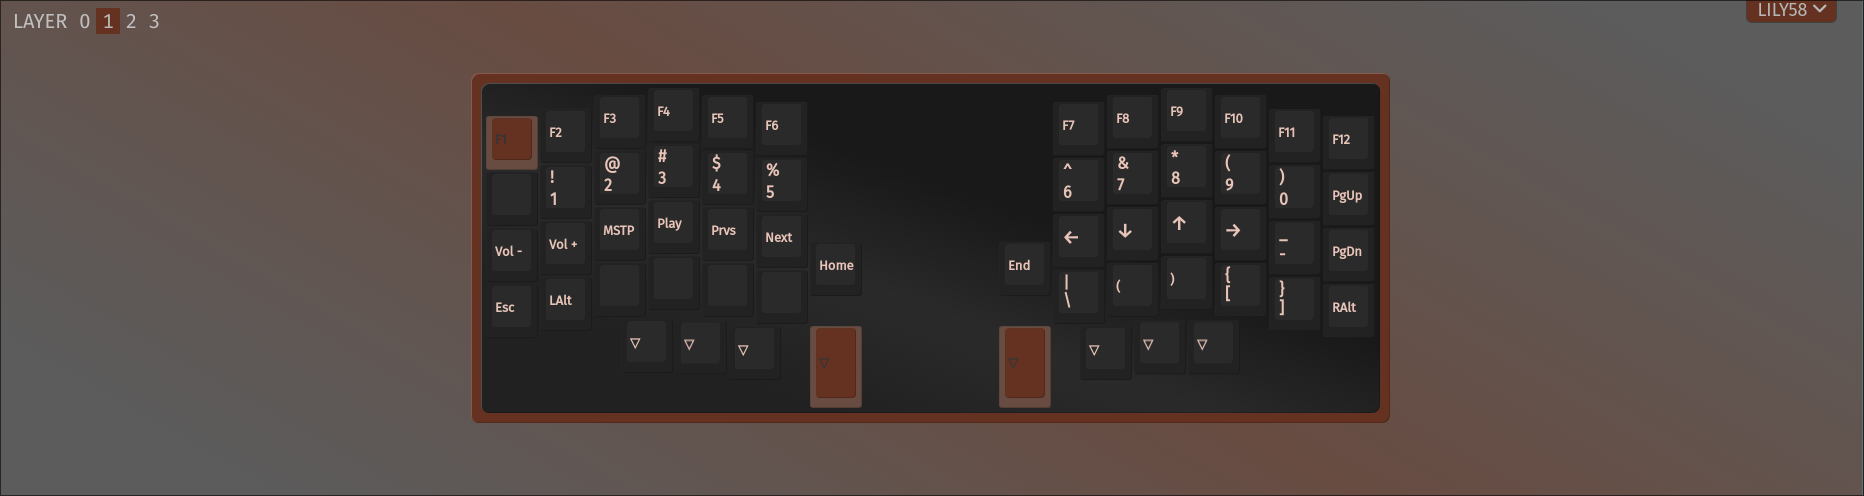 LAYER 0 1 2 3
LILY58
F1 F2 F3 F4 F5 F6 F7 F8 F9 F10 F11 F12
! @ # $ % ^ & * ( )
1 2 3 4 5 6 7 8 9 0 PgUp
Vol - Vol + MSTP Play Prvs Next ← ↓ ↑ → _ PgDn
-
Home End
Esc LAlt | ( ) { } RAlt
\ [ ]
▽ ▽ ▽ ▽ ▽ ▽ ▽ ▽